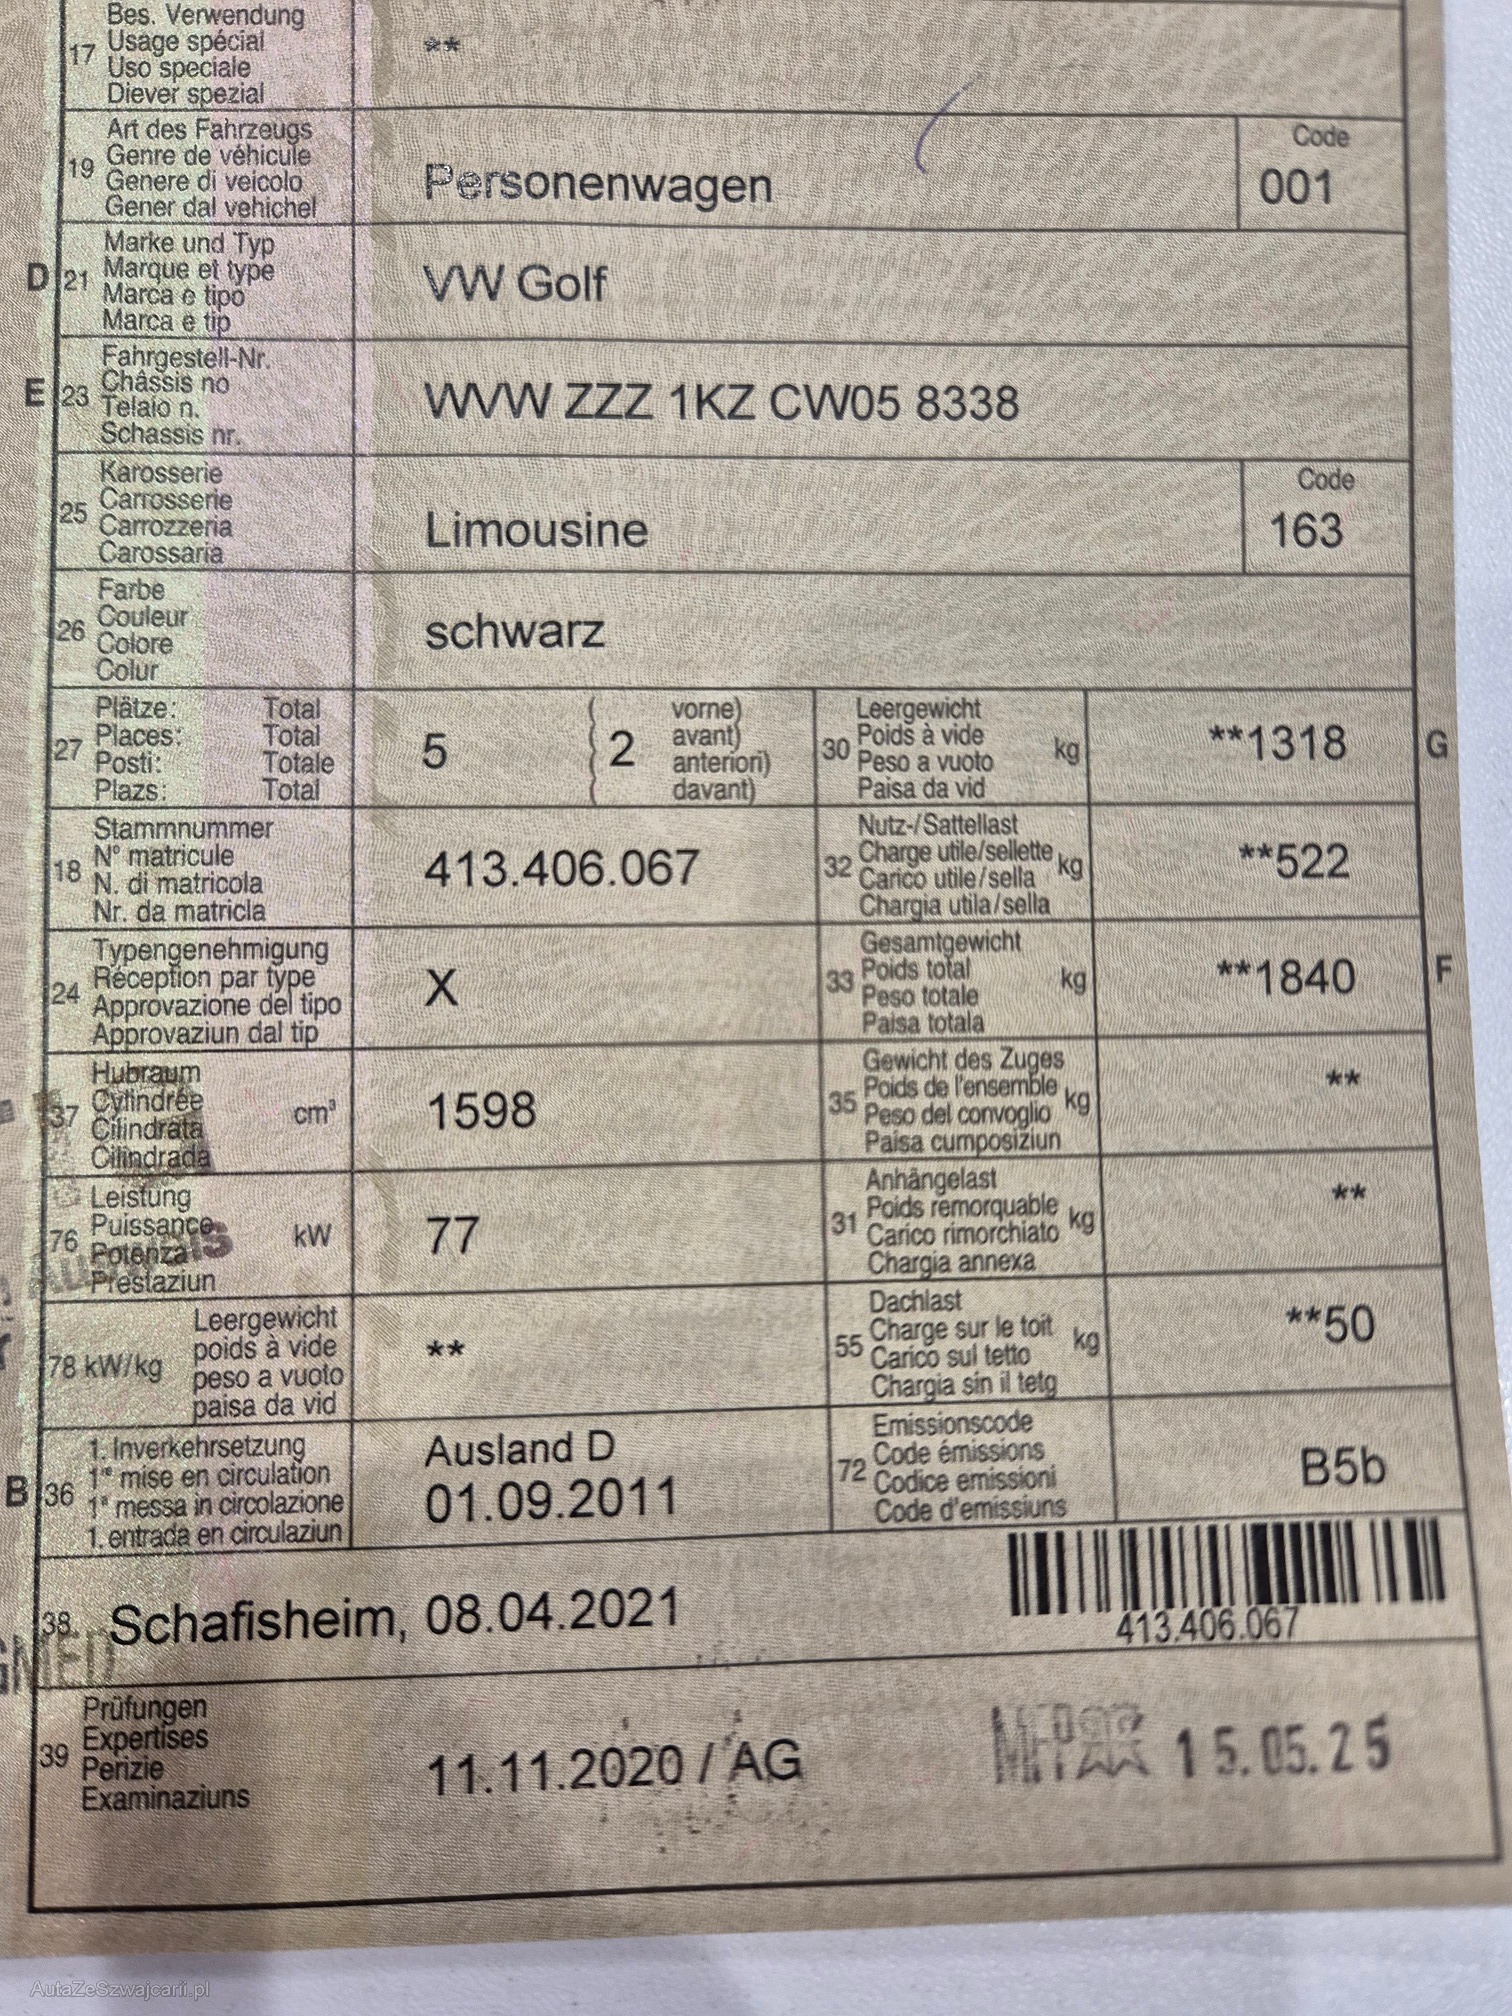 Bes. Verwendung
17 Usage spécial **
Uso speciale
Diever spezial
Art des Fahrzeugs Code
19 Genre de véhicule Personenwagen 001
Genere di veicolo
Gener dal vehichel
Marke und Typ
D 21 Marque et type VW Golf
Marca e tipo
Marca e tip
Fahrgestell-Nr.
E 23 Châssis no WVW ZZZ 1KZ CW05 8338
Telaio n.
Schassis nr.
Karosserie Code
25 Carrosserie Limousine 163
Carrozzeria
Carossaria
Farbe
26 Couleur schwarz
Colore
Colur
Plätze: Total ( vorne) Leergewicht
27 Places: Total 5 ( 2 avant) 30 Poids à vide kg **1318 G
Posti: Totale anteriori) Peso a vuoto
Plazs: Total ( davant) Paisa da vid
Stammnummer Nutz-/Sattellast
18 N° matricule 413.406.067 32 Charge utile/sellette kg **522
N. di matricola Carico utile/sella
Nr. da matricla Chargia utila/sella
Typengenehmigung Gesamtgewicht
24 Réception par type X 33 Poids total kg **1840 F
Approvazione del tipo Peso totale
Approvaziun dal tip Paisa totala
Hubraum Gewicht des Zuges
37 Cylindrée cm³ 1598 35 Poids de l'ensemble kg **
Cilindrata Peso del convoglio
Cilindrada Paisa cumposiziun
Leistung Anhängelast
76 Puissance kW 77 31 Poids remorquable kg **
Potenza Carico rimorchiato
Prestaziun Chargia annexa
Leergewicht Dachlast
78 kW/kg poids à vide ** 55 Charge sur le toit kg **50
peso a vuoto Carico sul tetto
paisa da vid Chargia sin il tetg
1. Inverkehrsetzung Ausland D Emissionscode
B 36 1re mise en circulation 01.09.2011 72 Code émissions B5b
1a messa in circolazione Codice emissioni
1. entrada en circulaziun Code d'emissiuns
38. Schafisheim, 08.04.2021 413.406.067
Prüfungen
39 Expertises 11.11.2020 / AG 15.05.25
Perizie
Examinaziuns
AutaZeSzwajcarii.pl